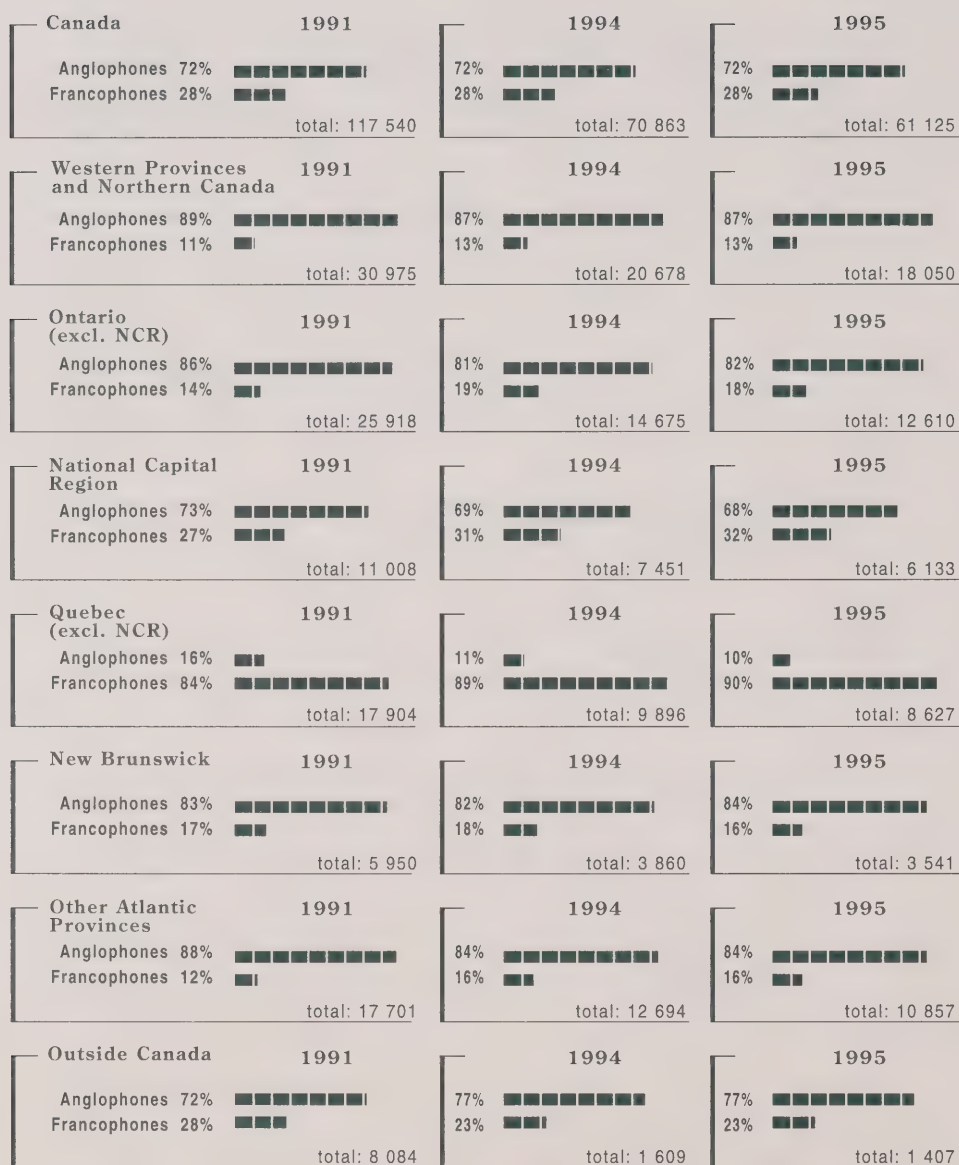 Canada 1991 1994 1995
Anglophones 72% 72% 72%
Francophones 28% 28% 28%
total: 117 540 total: 70 863 total: 61 125
Western Provinces
and Northern Canada 1991 1994 1995
Anglophones 89% 87% 87%
Francophones 11% 13% 13%
total: 30 975 total: 20 678 total: 18 050
Ontario
(excl. NCR) 1991 1994 1995
Anglophones 86% 81% 82%
Francophones 14% 19% 18%
total: 25 918 total: 14 675 total: 12 610
National Capital
Region 1991 1994 1995
Anglophones 73% 69% 68%
Francophones 27% 31% 32%
total: 11 008 total: 7 451 total: 6 133
Quebec
(excl. NCR) 1991 1994 1995
Anglophones 16% 11% 10%
Francophones 84% 89% 90%
total: 17 904 total: 9 896 total: 8 627
New Brunswick 1991 1994 1995
Anglophones 83% 82% 84%
Francophones 17% 18% 16%
total: 5 950 total: 3 860 total: 3 541
Other Atlantic
Provinces 1991 1994 1995
Anglophones 88% 84% 84%
Francophones 12% 16% 16%
total: 17 701 total: 12 694 total: 10 857
Outside Canada 1991 1994 1995
Anglophones 72% 77% 77%
Francophones 28% 23% 23%
total: 8 084 total: 1 609 total: 1 407